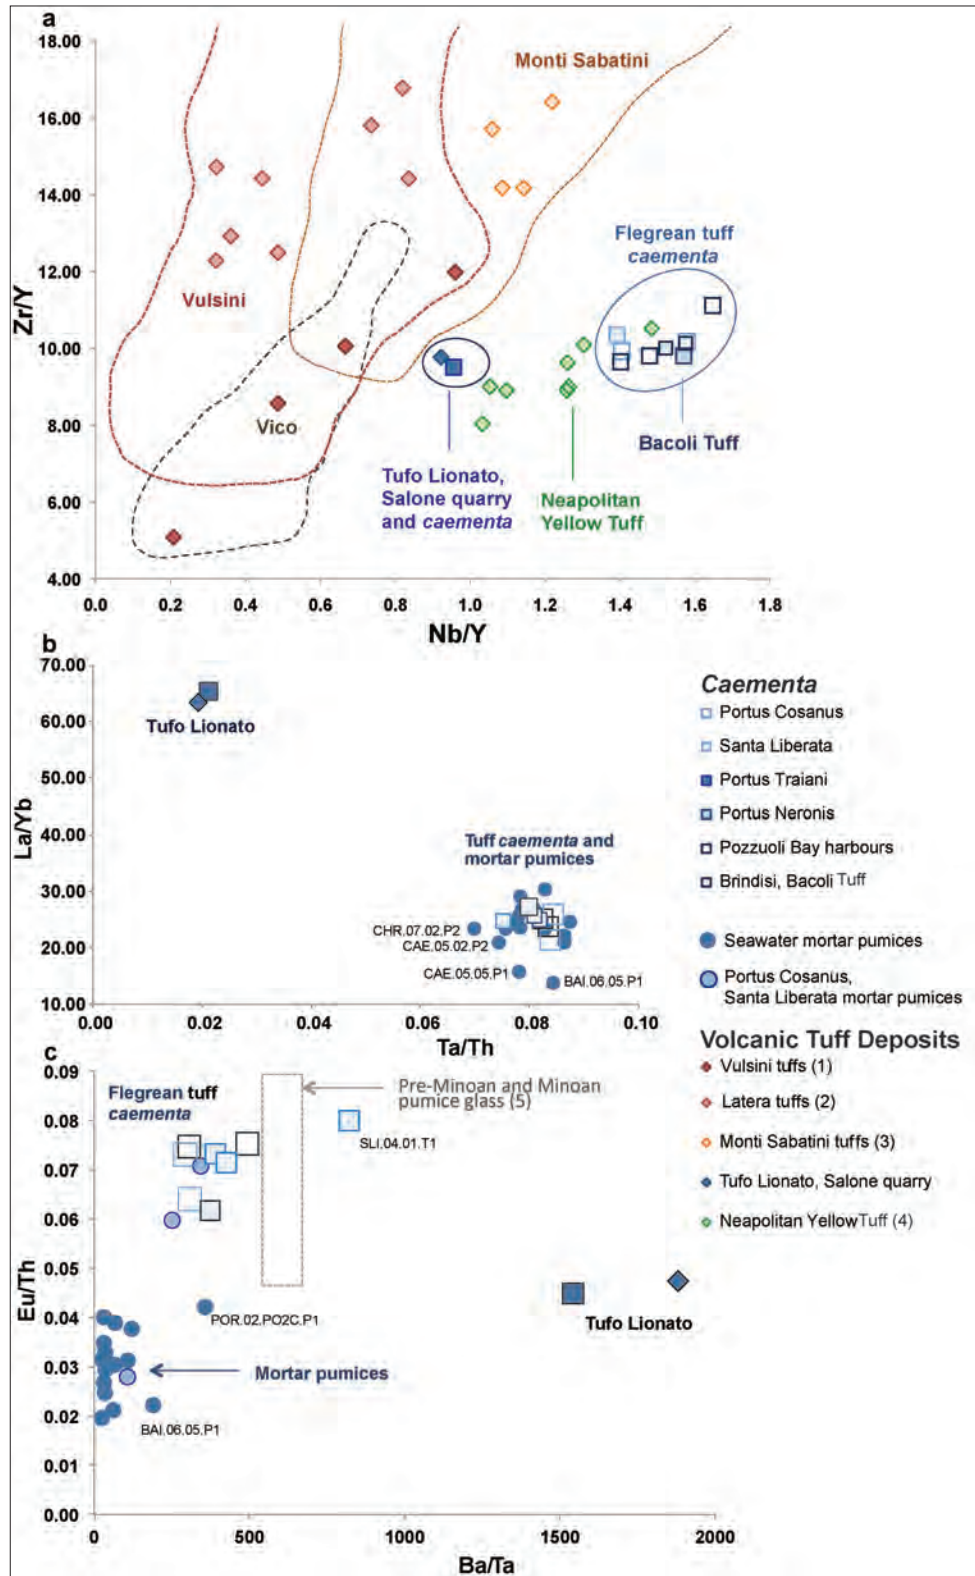 a
18.00
16.00
14.00
12.00
10.00
8.00
6.00
4.00
Zr/Y
Monti Sabatini
Vulsini
Vico
Flegrean tuff
caementa
Bacoli Tuff
Tufo Lionato,
Salone quarry
and caementa
Neapolitan
Yellow Tuff
0.0 0.2 0.4 0.6 0.8 1.0 1.2 1.4 1.6 1.8
Nb/Y
b
70.00
60.00
50.00
40.00
30.00
20.00
10.00
La/Yb
Tufo Lionato
Tuff caementa and
mortar pumices
CHR.07.02.P2
CAE.05.02.P2
CAE.05.05.P1
BAI.06.05.P1
0.00 0.02 0.04 0.06 0.08 0.10
Ta/Th
Caementa
Portus Cosanus
Santa Liberata
Portus Traiani
Portus Neronis
Pozzuoli Bay harbours
Brindisi, Bacoli Tuff
Seawater mortar pumices
Portus Cosanus,
Santa Liberata mortar pumices
Volcanic Tuff Deposits
Vulsini tuffs (1)
Latera tuffs (2)
Monti Sabatini tuffs (3)
Tufo Lionato, Salone quarry
Neapolitan Yellow Tuff (4)
c
0.09
0.08
0.07
0.06
0.05
0.04
0.03
0.02
0.01
0.00
Eu/Th
Flegrean tuff
caementa
Pre-Minoan and Minoan
pumice glass (5)
SLI.04.01.T1
POR.02.PO2C.P1
Tufo Lionato
Mortar pumices
BAI.06.05.P1
0 500 1000 1500 2000
Ba/Ta